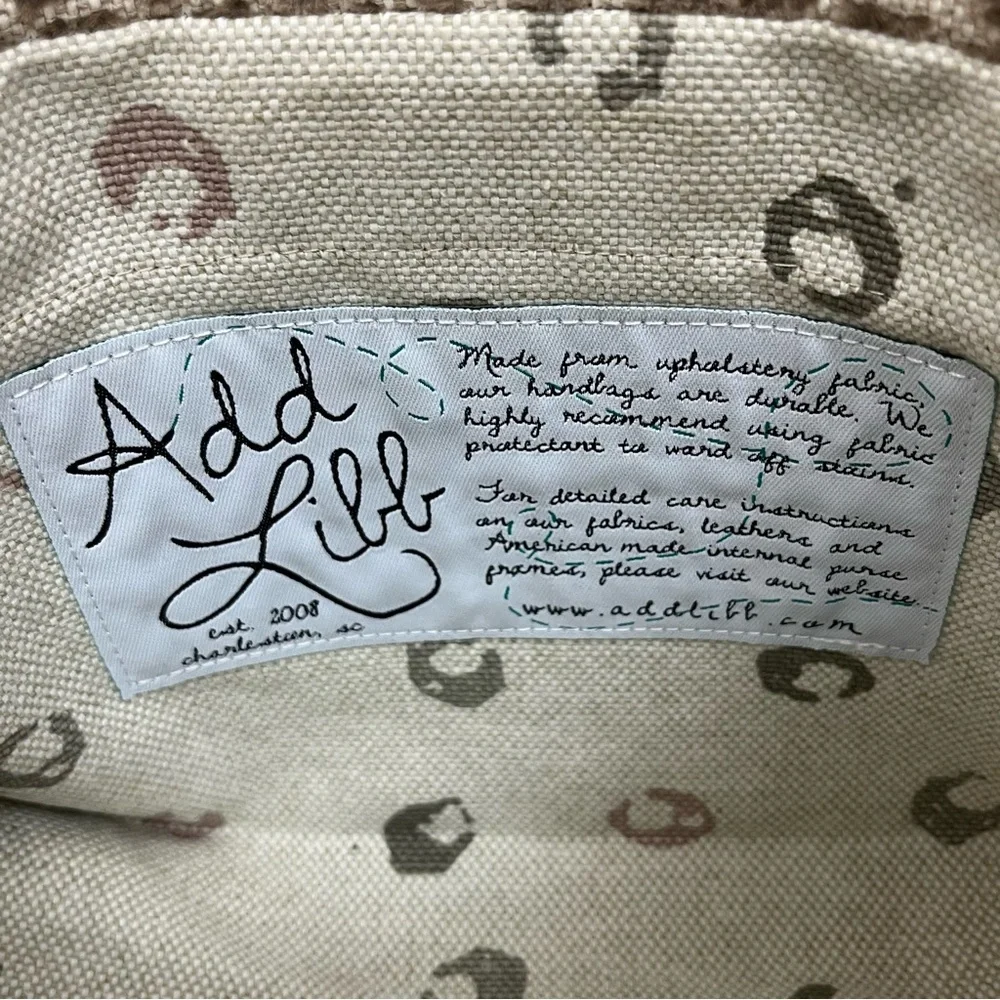 Add
Libb
est. 2008
charleston, sc
Made from upholstery fabric,
our handbags are durable. We
highly recommend using fabric
protectant to ward off stains.
For detailed care instructions
on our fabrics, leathers and
American made internal purse
frames, please visit our website...
www.addlibb.com